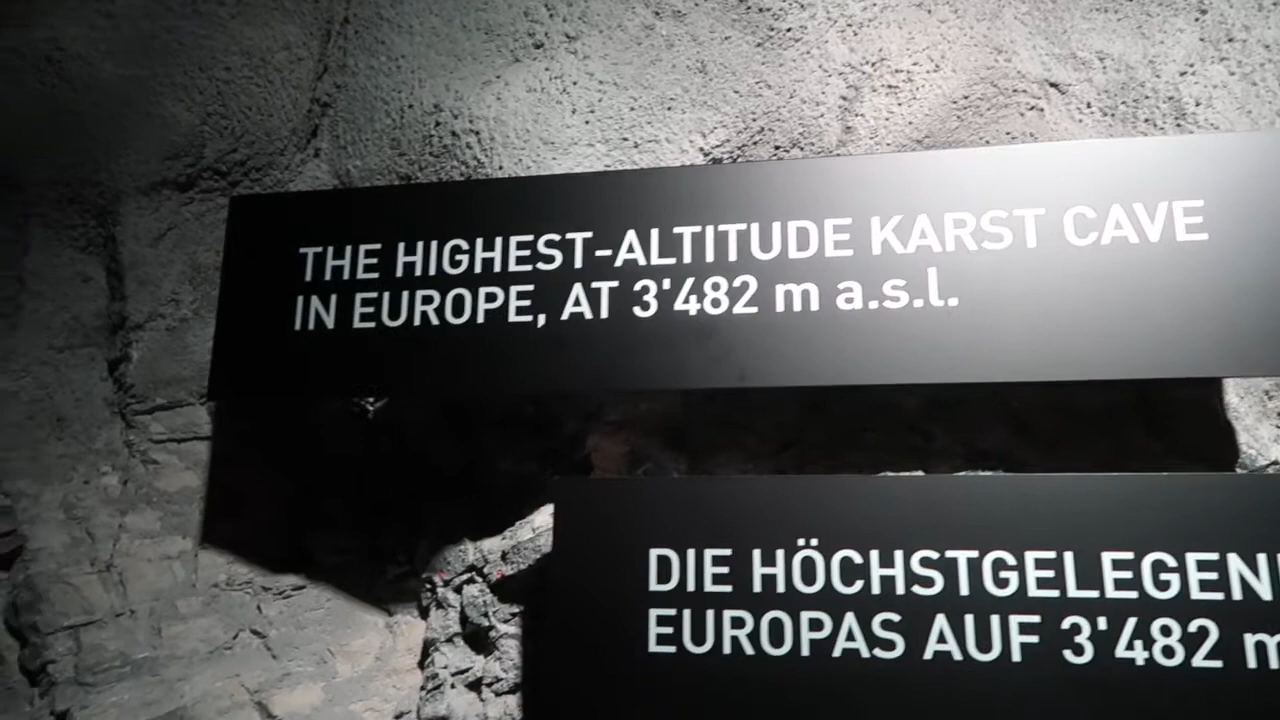 THE HIGHEST-ALTITUDE KARST CAVE
IN EUROPE, AT 3'482 m a.s.l.
DIE HÖCHSTGELEGEN
EUROPAS AUF 3'482 m